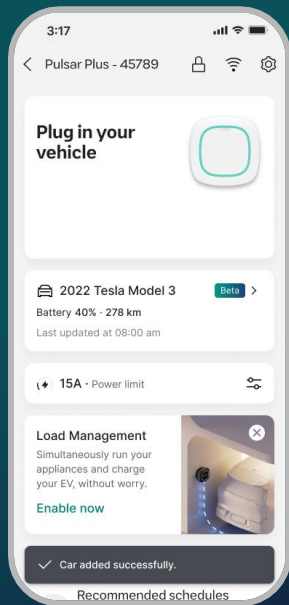 3:17
Pulsar Plus - 45789
Plug in your
vehicle
2022 Tesla Model 3 Beta
Battery 40% · 278 km
Last updated at 08:00 am
15A · Power limit
Load Management
Simultaneously run your
appliances and charge
your EV, without worry.
Enable now
Car added successfully.
Recommended schedules